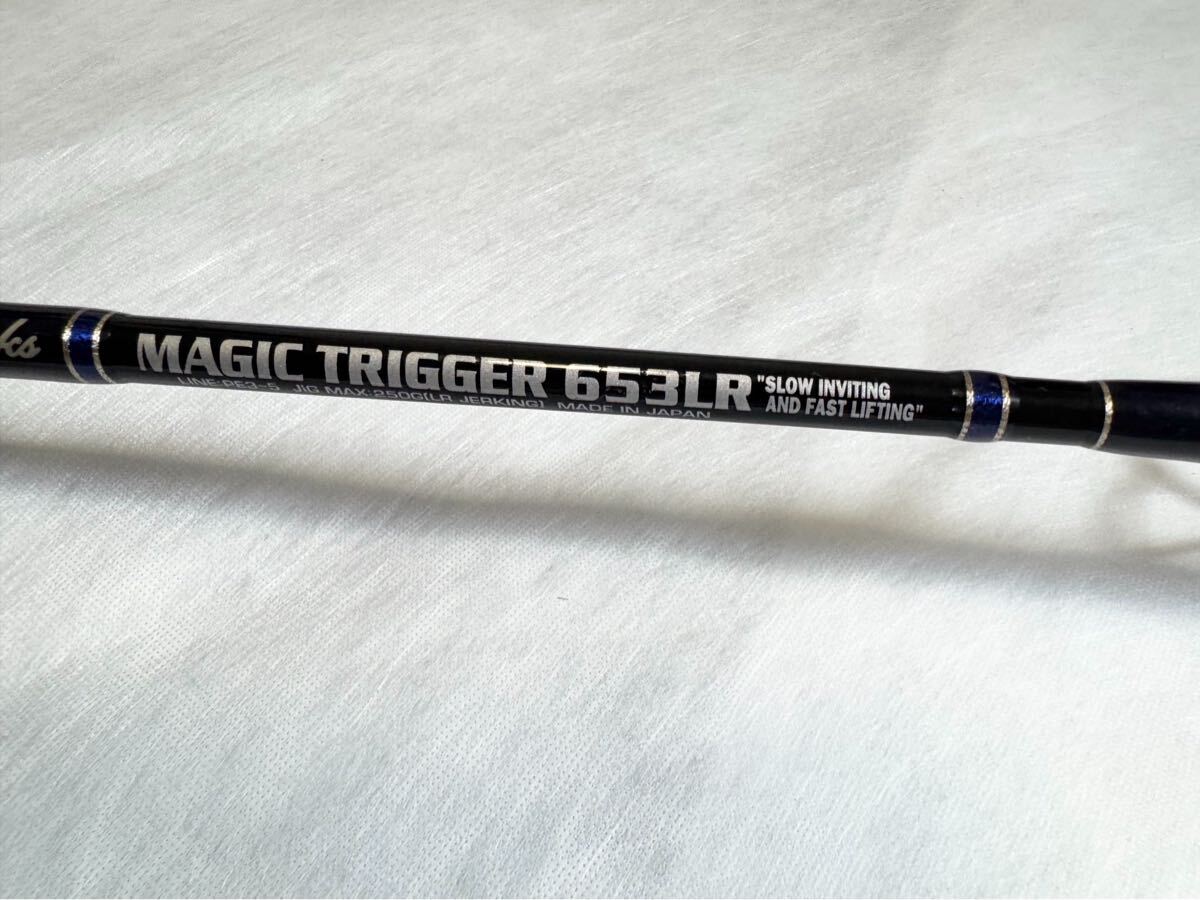 MAGIC TRIGGER 653LR "SLOW INVITING
AND FAST LIFTING"
LINE:PE3-5 JIG MAX:250G(LR JERKING) MADE IN JAPAN